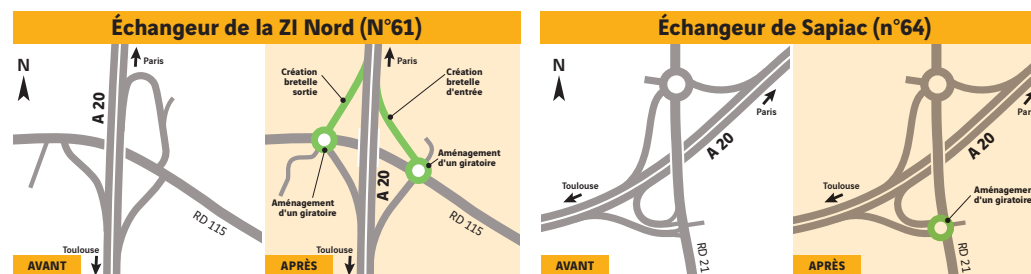 Échangeur de la ZI Nord (N°61)
N
Paris
A 20
RD 115
Toulouse
AVANT
Paris
Création
bretelle
sortie
Création
bretelle
d'entrée
Aménagement
d'un giratoire
Aménagement
d'un giratoire
A 20
RD 115
Toulouse
APRÈS
Échangeur de Sapiac (n°64)
N
Paris
A 20
Toulouse
RD 21
AVANT
Paris
A 20
Toulouse
Aménagement
d'un giratoire
RD 21
APRÈS